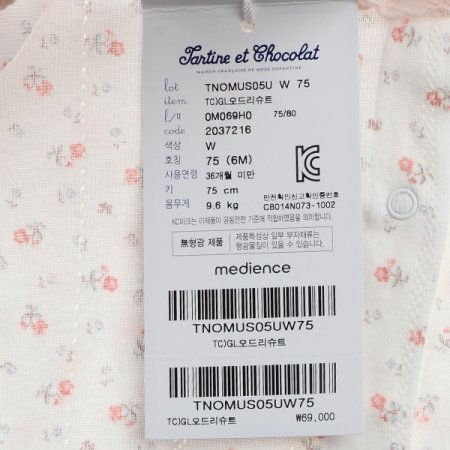 Tartine et Chocolat
MAISON FRANÇAISE DE MODE ENFANTINE
lot TNOMUS05U W 75
item TC)GL오드리슈트
l/# 0M069H0 75/80
code 2037216
색상 W
호칭 75 (6M)
사용연령 36개월 미만
키 75 cm
몸무게 9.6 kg
안전확인신고확인증번호
CB014N073-1002
KC마크는 이제품이 공통안전 기준에 적합하였음을 의미합니다
無형광 제품
제품특성상 일부 부자재류는
형광물질이 있을 수 있습니다
medience
TNOMUS05UW75
TC)GL오드리슈트
TNOMUS05UW75
TC)GL오드리슈트 ₩69,000